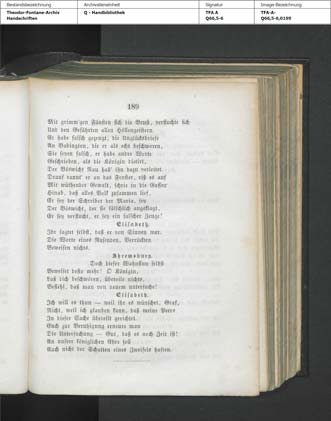 Bestandsbezeichnung
Archivalieneinheit
Signatur
Image-Bezeichnung
Theodor-Fontane-Archiv
Handschriften
Q - Handbibliothek
TFA A
Q66,5-6
TFA-A-
Q66,5-6,0199
189
Mit grimm'gen Fäusten sich die Brust, verfluchte sich
Und den Gefährten allen Höllengeistern.
Er habe falsch gezeugt, die Unglücksbriefe
An Babington, die er als echt beschworen,
Sie seyen falsch, er habe andre Worte
Geschrieben, als die Königin diktirt,
Der Böswicht Nau hab' ihn dazu verleitet.
Drauf rannt' er an das Fenster, riß es auf
Mit wüthender Gewalt, schrie in die Gassen
Hinab, daß alles Volk zusammen lief,
Er sey der Schreiber der Maria, sey
Der Böswicht, der sie fälschlich angeklagt,
Er sey verflucht, er sey ein falscher Zeuge!
Elisabeth.
Ihr sagtet selbst, daß er von Sinnen war.
Die Worte eines Rasenden, Verrückten
Beweisen nichts.
Shrewsbury.
Doch dieser Wahnsinn selbst
Beweiset desto mehr! O Königin,
Laß dich beschwören, übereile nichts,
Befiehl, daß man von neuem untersuche!
Elisabeth.
Ich will es thun — weil ihr es wünschet, Graf,
Nicht, weil ich glauben kann, daß meine Peers
In dieser Sache übereilt gerichtet.
Euch zur Beruhigung erneure man
Die Untersuchung — Gut, daß es noch Zeit ist!
An unsrer königlichen Ehre soll
Auch nicht der Schatten eines Zweifels haften.